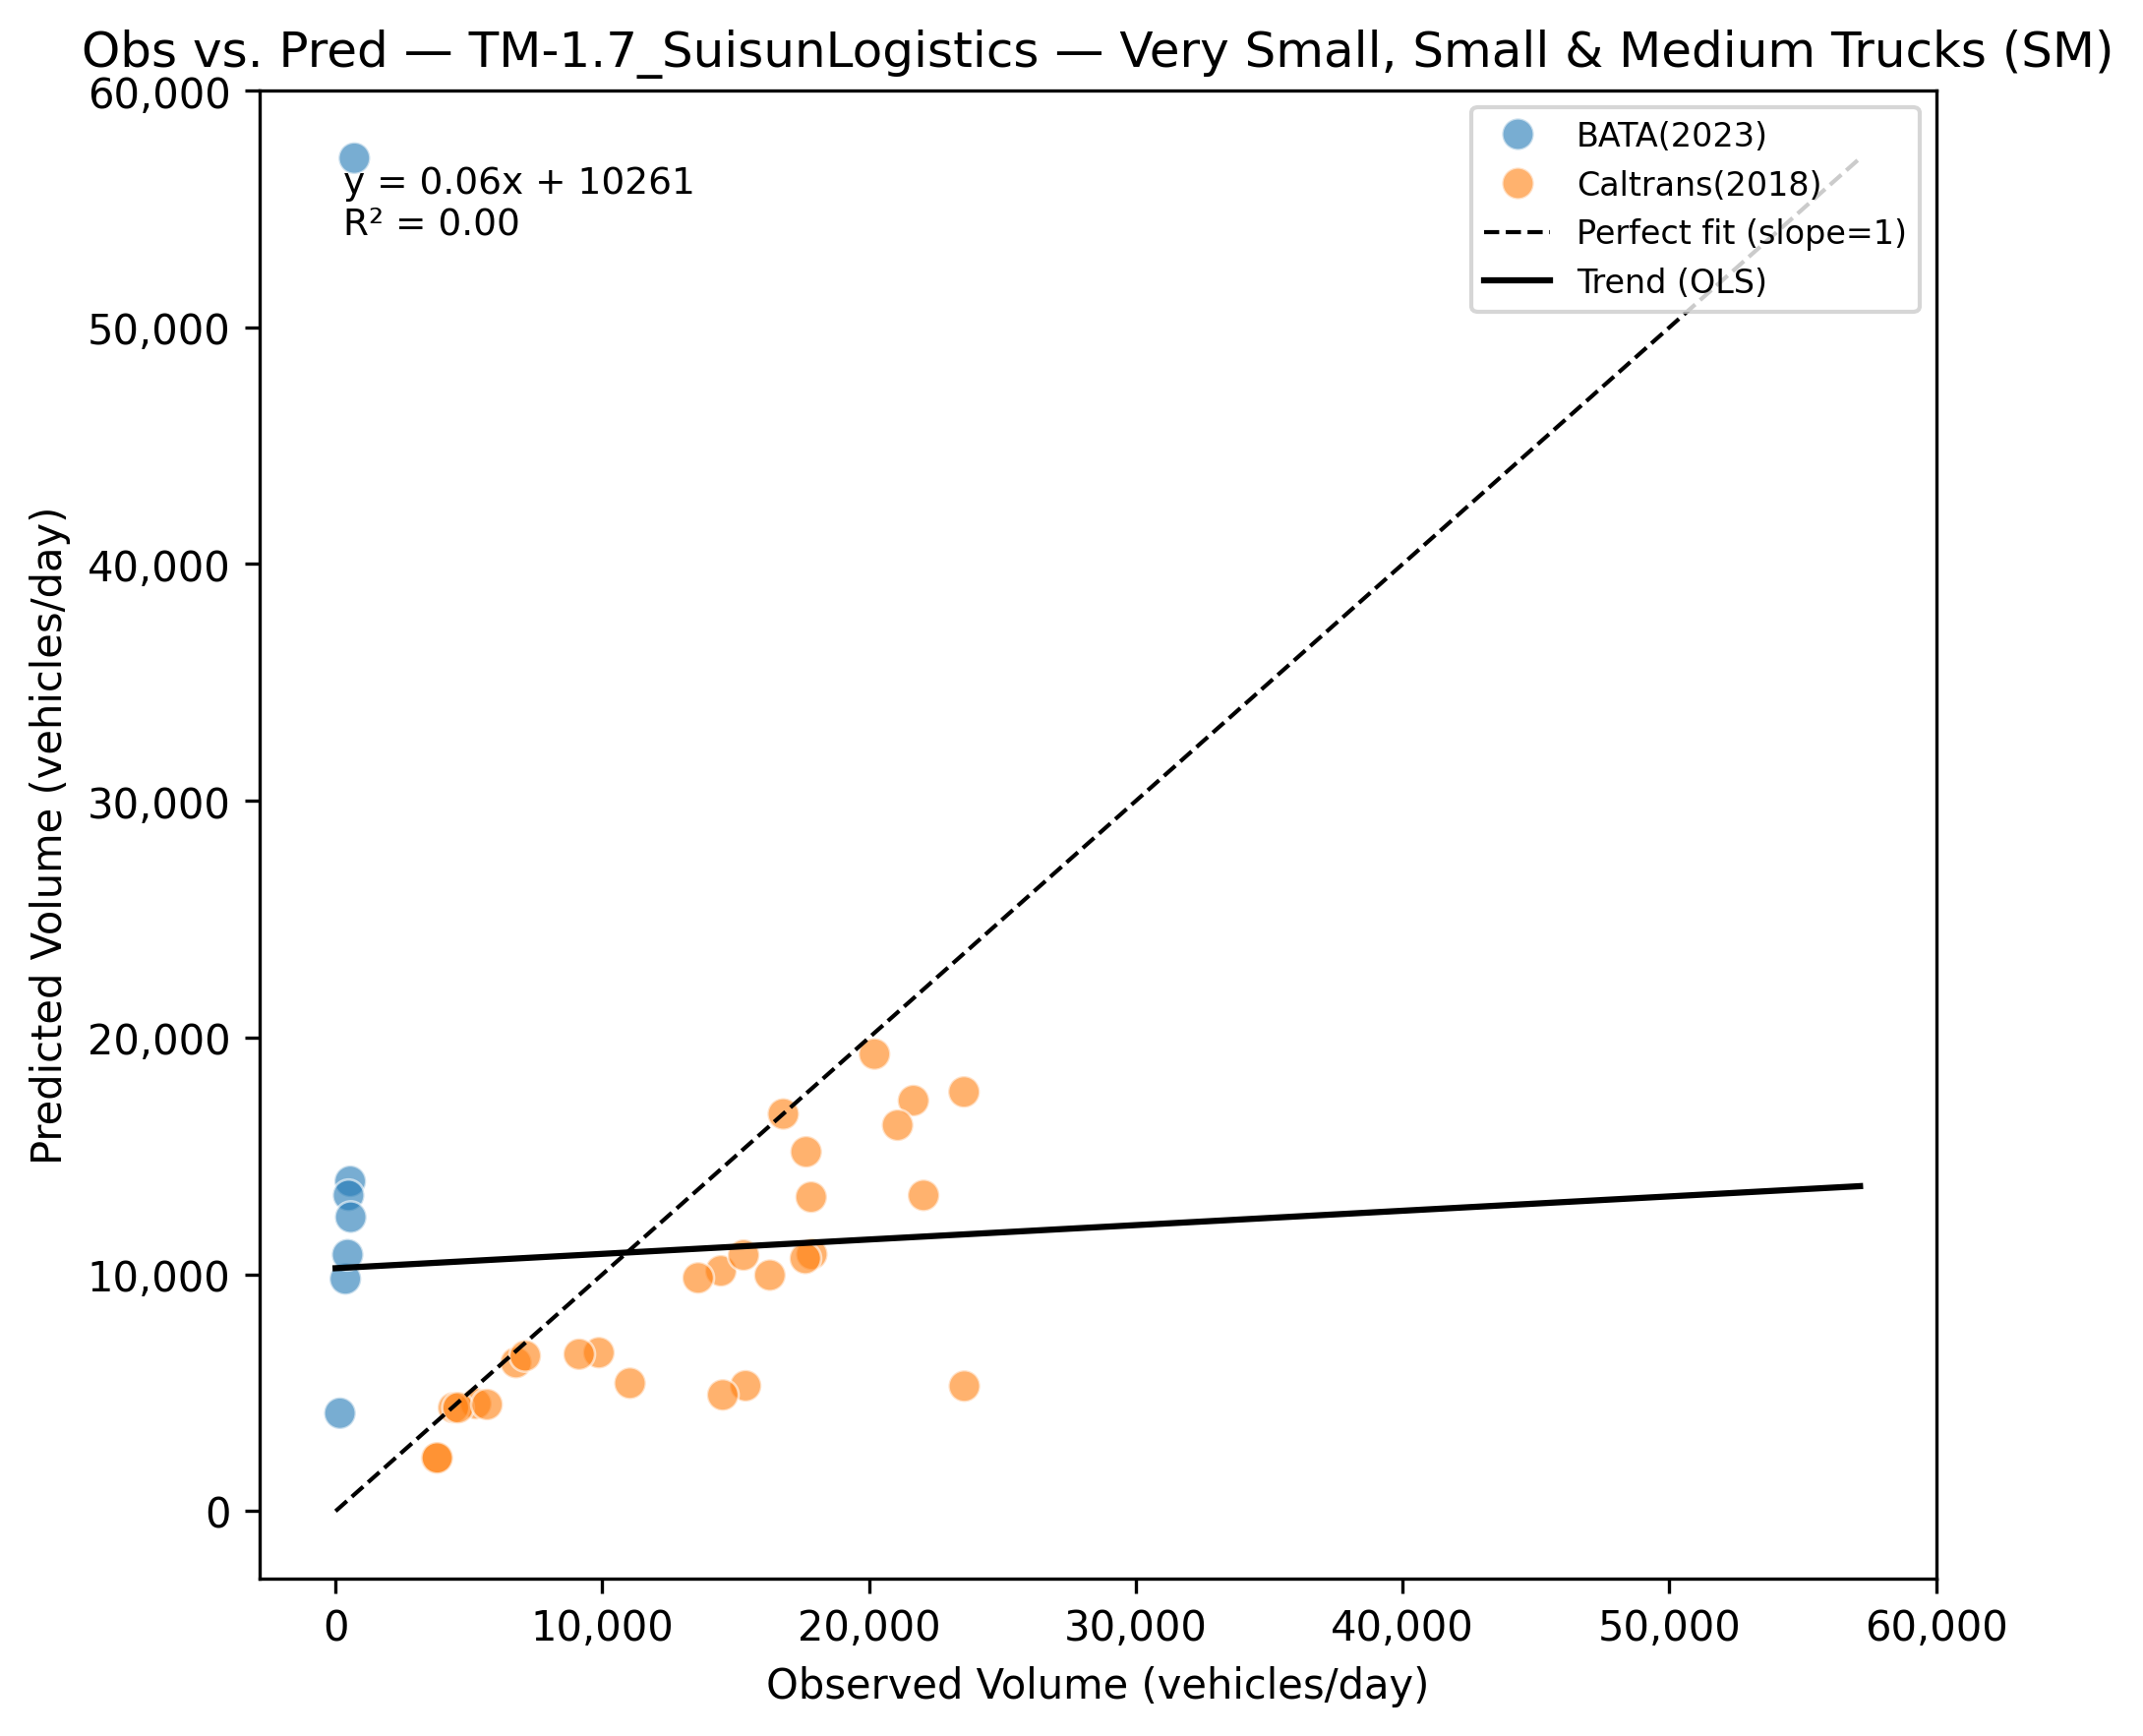 Obs vs. Pred — TM-1.7_SuisunLogistics — Very Small, Small & Medium Trucks (SM)
60,000
50,000
40,000
30,000
20,000
10,000
0
Predicted Volume (vehicles/day)
y = 0.06x + 10261
R² = 0.00
BATA(2023)
Caltrans(2018)
Perfect fit (slope=1)
Trend (OLS)
0
10,000
20,000
30,000
40,000
50,000
60,000
Observed Volume (vehicles/day)